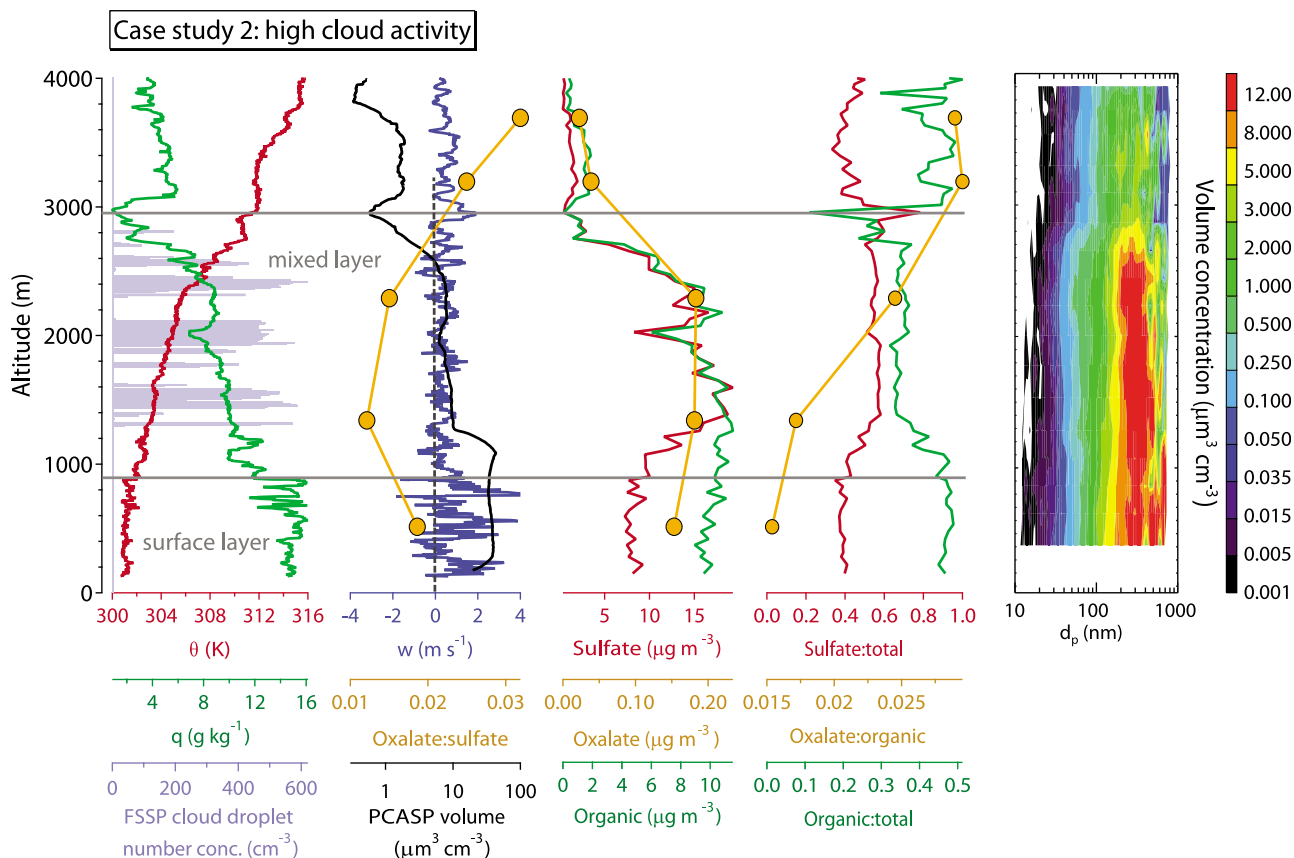 Case study 2: high cloud activity
4000
3000
2000
1000
0
Altitude (m)
mixed layer
surface layer
300 304 308 312 316
θ (K)
4 8 12 16
q (g kg⁻¹)
0 200 400 600
FSSP cloud droplet
number conc. (cm⁻³)
-4 -2 0 2 4
w (m s⁻¹)
0.01 0.02 0.03
Oxalate:sulfate
1 10 100
PCASP volume
(μm³ cm⁻³)
5 10 15
Sulfate (μg m⁻³)
0.00 0.10 0.20
Oxalate (μg m⁻³)
0 2 4 6 8 10
Organic (μg m⁻³)
0.0 0.2 0.4 0.6 0.8 1.0
Sulfate:total
0.015 0.02 0.025
Oxalate:organic
0.0 0.1 0.2 0.3 0.4 0.5
Organic:total
10 100 1000
dₚ (nm)
Volume concentration (μm³ cm⁻³)
12.00
8.000
5.000
3.000
2.000
1.000
0.500
0.250
0.100
0.050
0.035
0.015
0.005
0.001